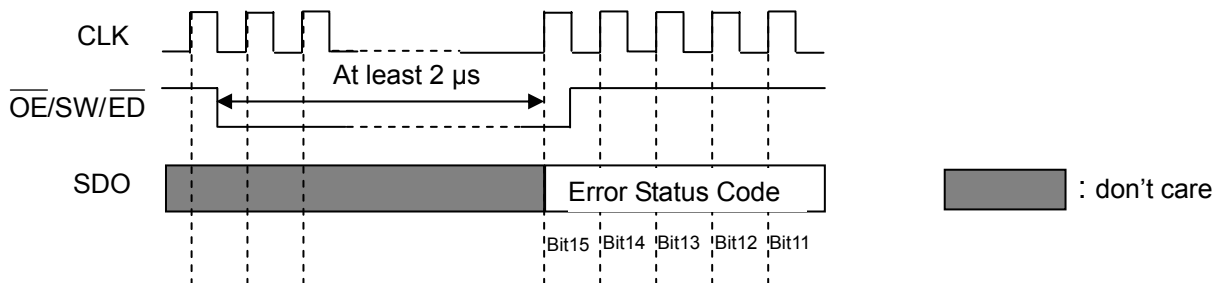 CLK
At least 2 µs
OE/SW/ED
SDO
Error Status Code
: don't care
Bit15 Bit14 Bit13 Bit12 Bit11